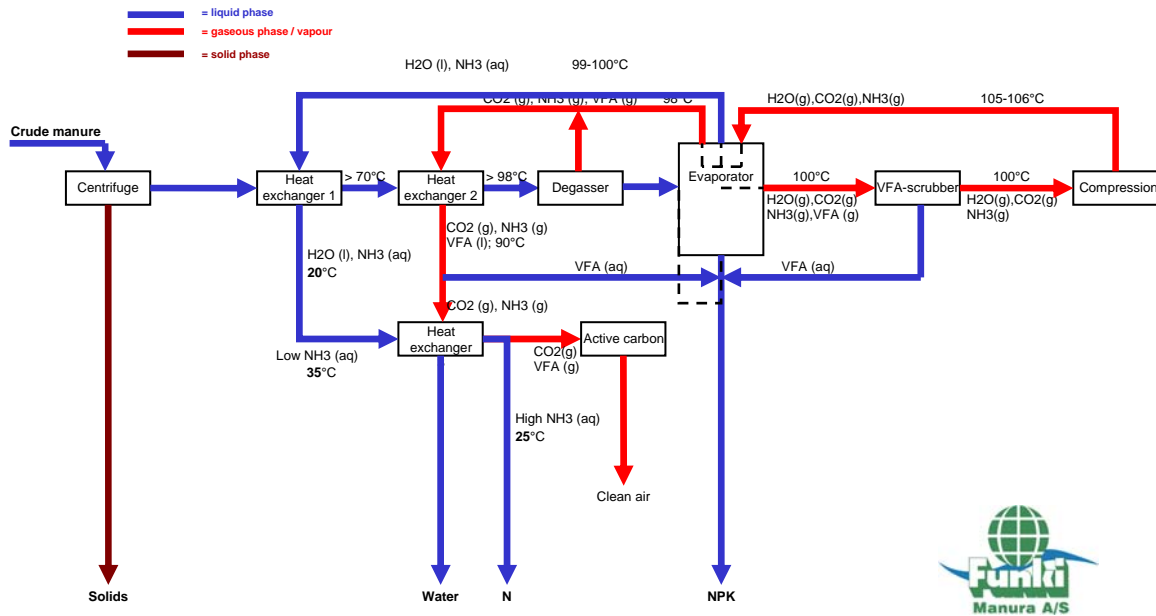 = liquid phase
= gaseous phase / vapour
= solid phase
H2O (l), NH3 (aq) 99-100°C
CO2 (g), NH3 (g), VFA (g) 98°C
H2O(g),CO2(g),NH3(g) 105-106°C
Crude manure
Centrifuge
Heat
exchanger 1
> 70°C
Heat
exchanger 2
> 98°C
Degasser
Evaporator
100°C
H2O(g),CO2(g)
NH3(g),VFA (g)
VFA-scrubber
100°C
H2O(g),CO2(g)
NH3(g)
Compression
CO2 (g), NH3 (g)
VFA (l); 90°C
H2O (l), NH3 (aq)
20°C
VFA (aq)
VFA (aq)
CO2 (g), NH3 (g)
Heat
exchanger
Active carbon
Low NH3 (aq)
35°C
CO2(g)
VFA (g)
High NH3 (aq)
25°C
Clean air
Solids
Water
N
NPK
Funki
Manura A/S